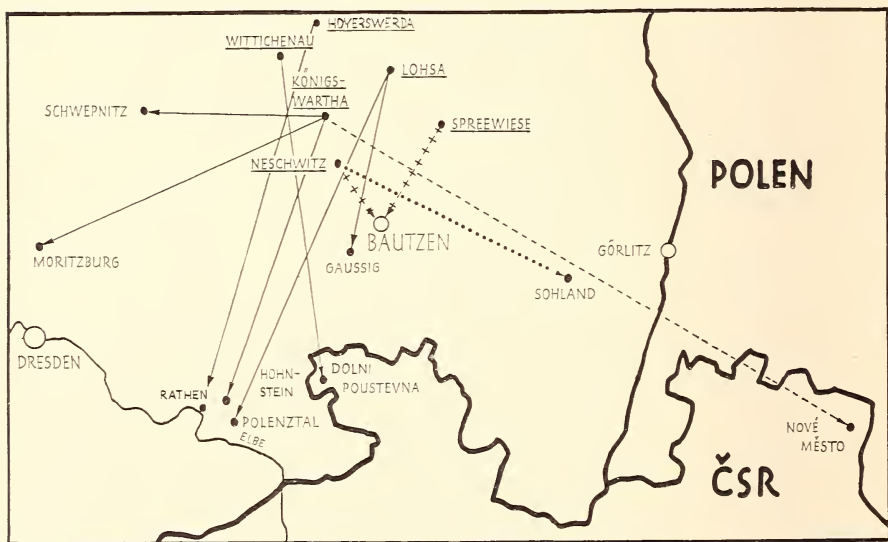 HOYERSWERDA
WITTICHENAU
KÖNIGS-
WARTHA
LOHSA
SCHWEPNITZ
SPREEWIESE
NESCHWITZ
POLEN
BAUTZEN
GÖRLITZ
MORITZBURG
GAUSSIG
SOHLAND
DRESDEN
HOHN-
STEIN
DOLNI
POUSTEVNA
RATHEN
POLENZTAL
ELBE
NOVÉ
MĚSTO
ČSR